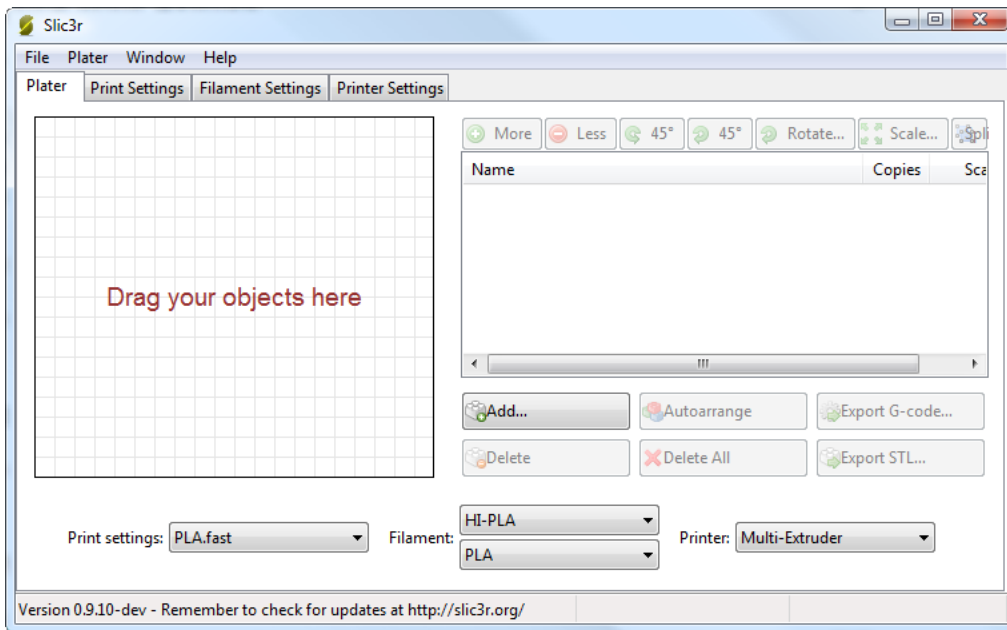 Slic3r
File Plater Window Help
Plater Print Settings Filament Settings Printer Settings
More Less 45° 45° Rotate... Scale... Spli
Name Copies Sca
Drag your objects here
Add... Autoarrange Export G-code...
Delete Delete All Export STL...
Print settings: PLA.fast Filament: HI-PLA Printer: Multi-Extruder
PLA
Version 0.9.10-dev - Remember to check for updates at http://slic3r.org/